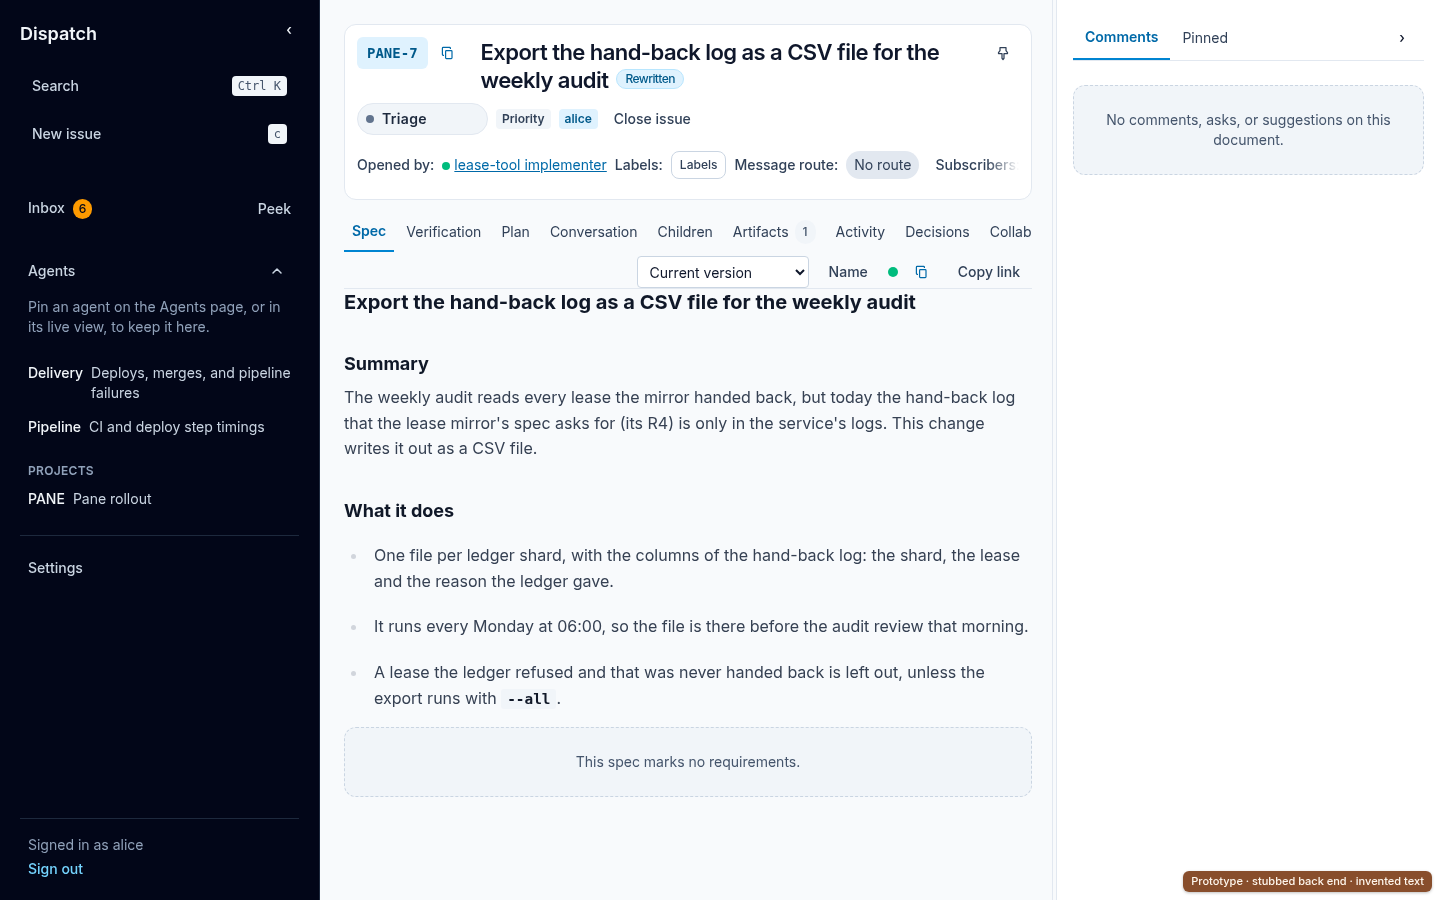 Dispatch
Search
Ctrl K
New issue
c
Inbox 6
Peek
Agents
Pin an agent on the Agents page, or in
its live view, to keep it here.
Delivery Deploys, merges, and pipeline
failures
Pipeline CI and deploy step timings
PROJECTS
PANE Pane rollout
Settings
Signed in as alice
Sign out
PANE-7
Export the hand-back log as a CSV file for the
weekly audit Rewritten
Triage
Priority
alice
Close issue
Opened by: lease-tool implementer Labels: Labels Message route: No route Subscribers
Spec Verification Plan Conversation Children Artifacts 1 Activity Decisions Collab
Current version
Name
Copy link
Export the hand-back log as a CSV file for the weekly audit
Summary
The weekly audit reads every lease the mirror handed back, but today the hand-back log
that the lease mirror's spec asks for (its R4) is only in the service's logs. This change
writes it out as a CSV file.
What it does
One file per ledger shard, with the columns of the hand-back log: the shard, the lease
and the reason the ledger gave.
It runs every Monday at 06:00, so the file is there before the audit review that morning.
A lease the ledger refused and that was never handed back is left out, unless the
export runs with --all.
This spec marks no requirements.
Comments
Pinned
No comments, asks, or suggestions on this
document.
Prototype · stubbed back end · invented text